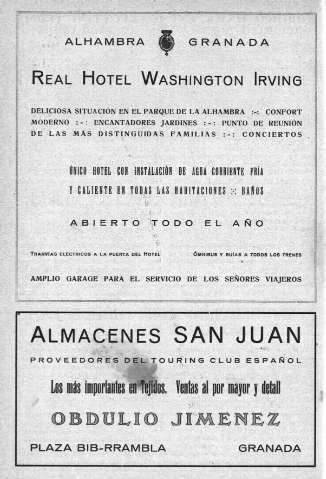 ALHAMBRA GRANADA
REAL HOTEL WASHINGTON IRVING
DELICIOSA SITUACIÓN EN EL PARQUE DE LA ALHAMBRA :-: CONFORT
MODERNO :-: ENCANTADORES JARDINES :-: PUNTO DE REUNIÓN
DE LAS MÁS DISTINGUIDAS FAMILIAS :-: CONCIERTOS
ÚNICO HOTEL CON INSTALACIÓN DE AGUA CORRIENTE FRÍA
Y CALIENTE EN TODAS LAS HABITACIONES :-: BAÑOS
ABIERTO TODO EL AÑO
TRANVÍAS ELÉCTRICOS A LA PUERTA DEL HOTEL ÓMNIBUS Y GUÍAS A TODOS LOS TRENES
AMPLIO GARAGE PARA EL SERVICIO DE LOS SEÑORES VIAJEROS
ALMACENES SAN JUAN
PROVEEDORES DEL TOURING CLUB ESPAÑOL
Los más importantes en Tejidos. Ventas al por mayor y detall
OBDULIO JIMENEZ
PLAZA BIB-RRAMBLA GRANADA